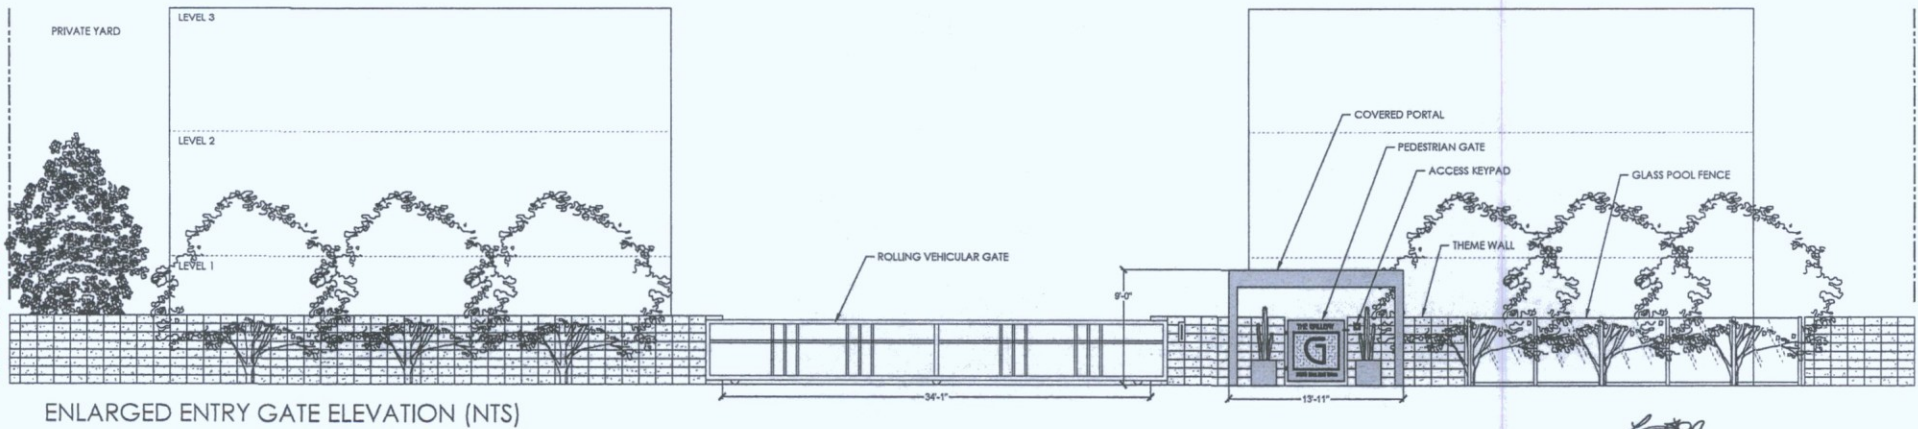 LEVEL 3
PRIVATE YARD
COVERED PORTAL
LEVEL 2
PEDESTRIAN GATE
ACCESS KEYPAD
GLASS POOL FENCE
THEME WALL
ROLLING VEHICULAR GATE
LEVEL 1
9'-0"
G
34'-1"
13'-11"
ENLARGED ENTRY GATE ELEVATION (NTS)